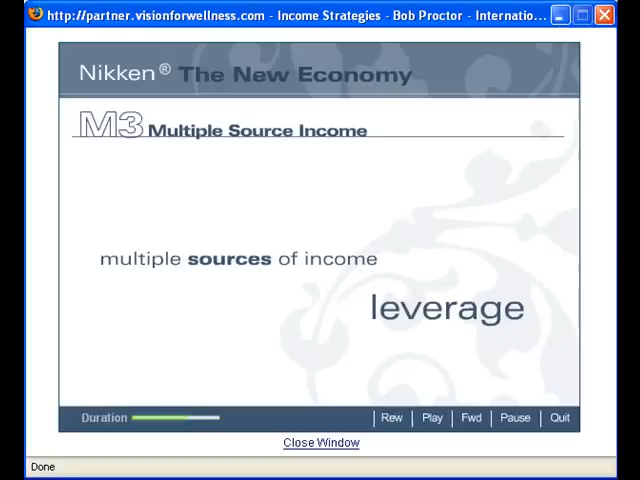 http://partner.visionforwellness.com - Income Strategies - Bob Proctor - Internatio...
Nikken® The New Economy
M3 Multiple Source Income
multiple sources of income
leverage
Duration Rew Play Fwd Pause Quit
Close Window
Done